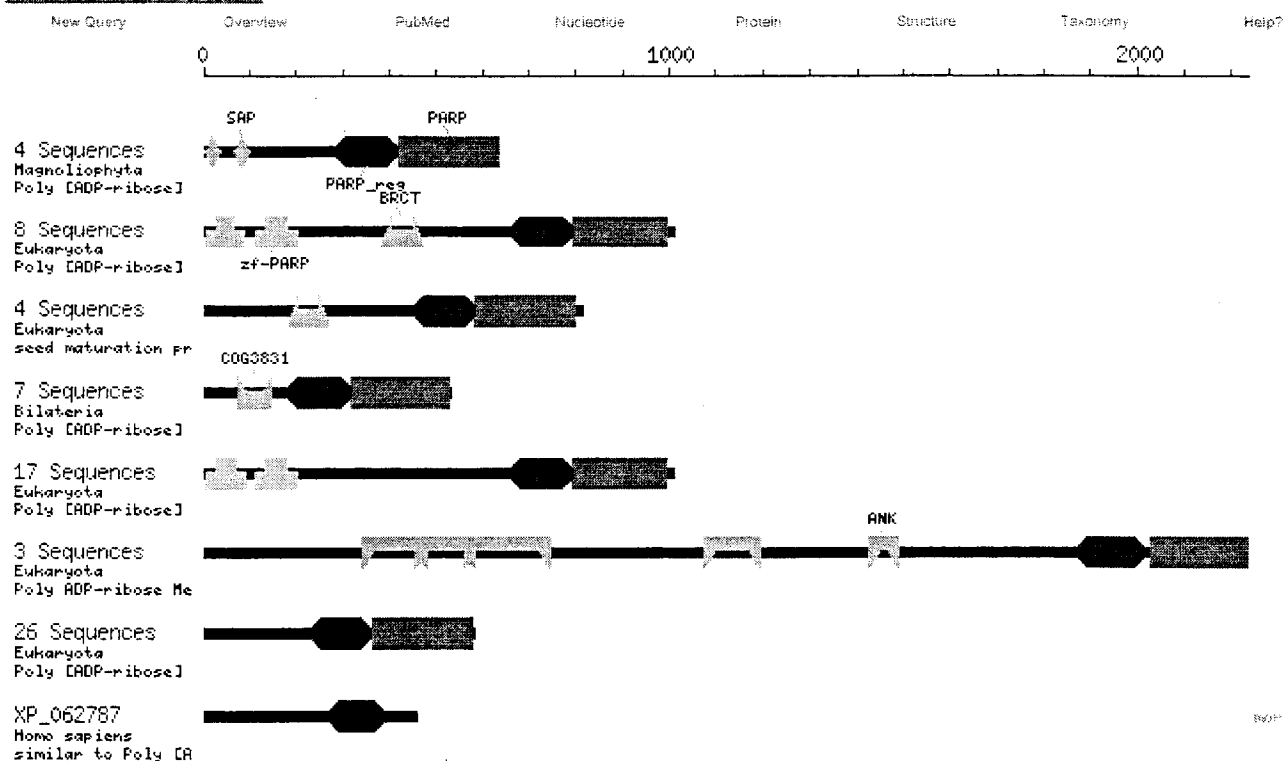 New Query Overview PubMed Nucleotide Protein Structure Taxonomy Help?
0 1000 2000
SAP PARP
4 Sequences
Magnoliophyta
Poly [ADP-ribose]
PARP_reg
BRCT
8 Sequences
Eukaryota
Poly [ADP-ribose]
zf-PARP
4 Sequences
Eukaryota
seed maturation pr
COG3831
7 Sequences
Bilateria
Poly [ADP-ribose]
17 Sequences
Eukaryota
Poly [ADP-ribose]
ANK
3 Sequences
Eukaryota
Poly ADP-ribose Me
26 Sequences
Eukaryota
Poly [ADP-ribose]
XP_062787
Homo sapiens
similar to Poly [A